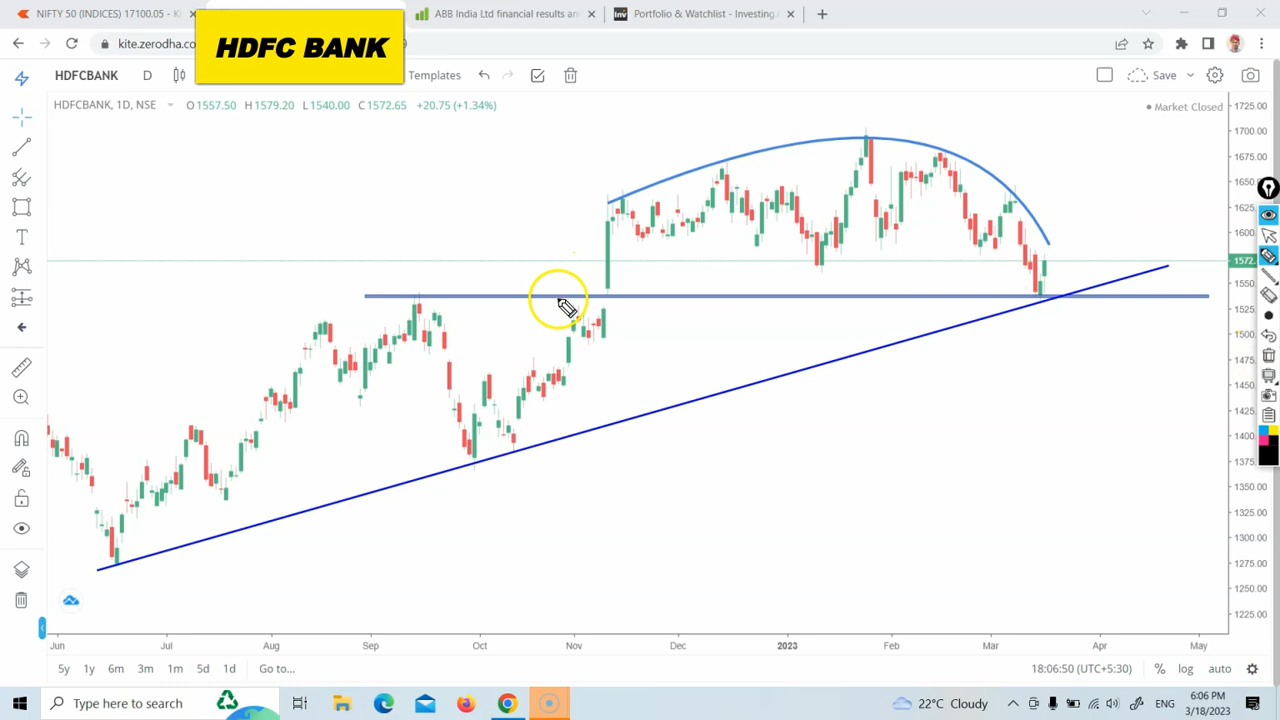 NIFTY 50 (INDICES) 17100.05 - Ki
ABB India Ltd financial results an
Portfolio & Watchlist - Investing.
HDFC BANK
kite.zerodha.co
HDFCBANK D Templates Save
HDFCBANK, 1D, NSE O1557.50 H1579.20 L1540.00 C1572.65 +20.75 (+1.34%)
Market Closed
1725.00
1700.00
1675.00
1650.00
1625.00
1600.00
1572.
1550.00
1525.00
1500.00
1475.00
1450.00
1425.00
1400.00
1375.00
1350.00
1325.00
1300.00
1275.00
1250.00
1225.00
Jun Jul Aug Sep Oct Nov Dec 2023 Feb Mar Apr May
5y 1y 6m 3m 1m 5d 1d Go to... 18:06:50 (UTC+5:30) % log auto
Type here to search 22°C Cloudy ENG 6:06 PM
3/18/2023